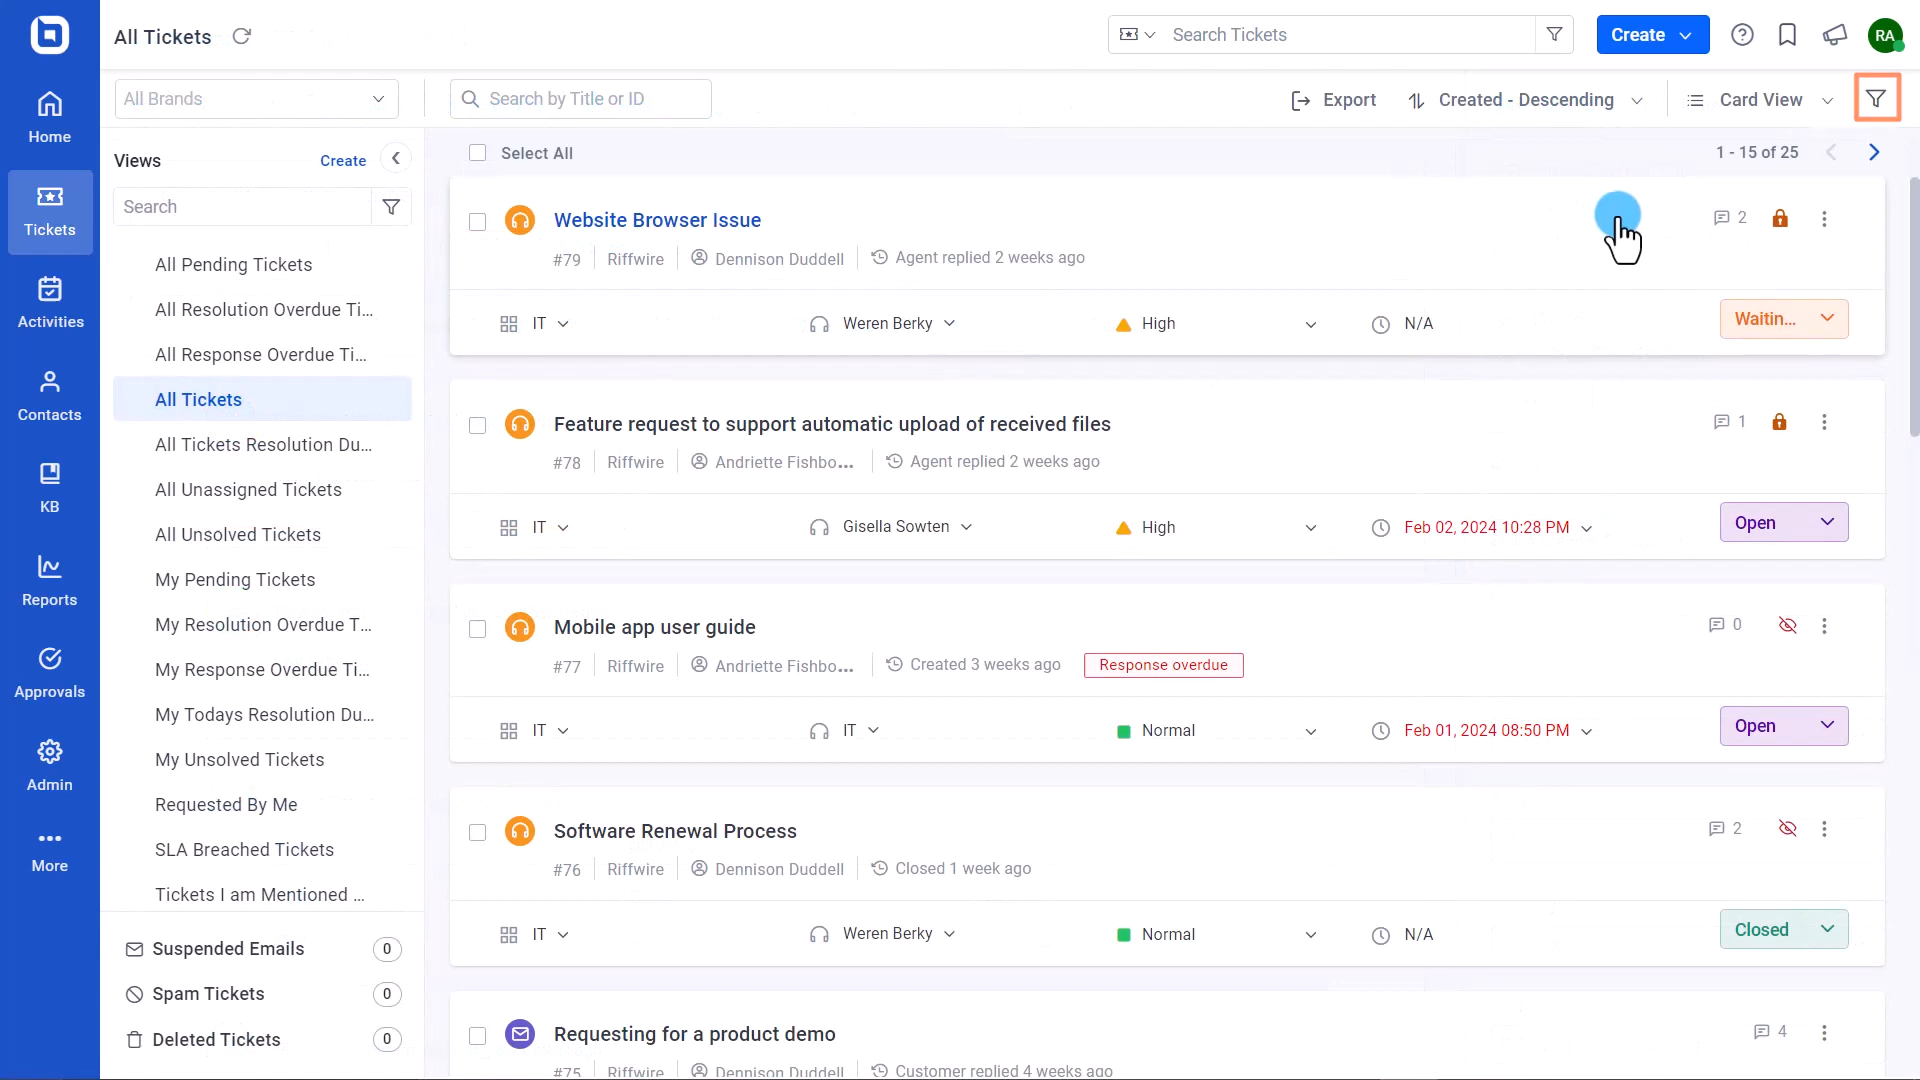 All Tickets
Search Tickets
Create
RA
All Brands
Search by Title or ID
Export
Created - Descending
Card View
Home
Tickets
Activities
Contacts
KB
Reports
Approvals
Admin
More
Views
Create
Search
All Pending Tickets
All Resolution Overdue Ti...
All Response Overdue Ti...
All Tickets
All Tickets Resolution Du...
All Unassigned Tickets
All Unsolved Tickets
My Pending Tickets
My Resolution Overdue T...
My Response Overdue Ti...
My Todays Resolution Du...
My Unsolved Tickets
Requested By Me
SLA Breached Tickets
Tickets I am Mentioned ...
Suspended Emails 0
Spam Tickets 0
Deleted Tickets 0
Select All
1 - 15 of 25
Website Browser Issue
2
#79 Riffwire Dennison Duddell Agent replied 2 weeks ago
IT Weren Berky High N/A Waitin...
Feature request to support automatic upload of received files
1
#78 Riffwire Andriette Fishbo... Agent replied 2 weeks ago
IT Gisella Sowten High Feb 02, 2024 10:28 PM Open
Mobile app user guide
0
#77 Riffwire Andriette Fishbo... Created 3 weeks ago Response overdue
IT IT Normal Feb 01, 2024 08:50 PM Open
Software Renewal Process
2
#76 Riffwire Dennison Duddell Closed 1 week ago
IT Weren Berky Normal N/A Closed
Requesting for a product demo
4
#75 Riffwire Dennison Duddell Customer replied 4 weeks ago